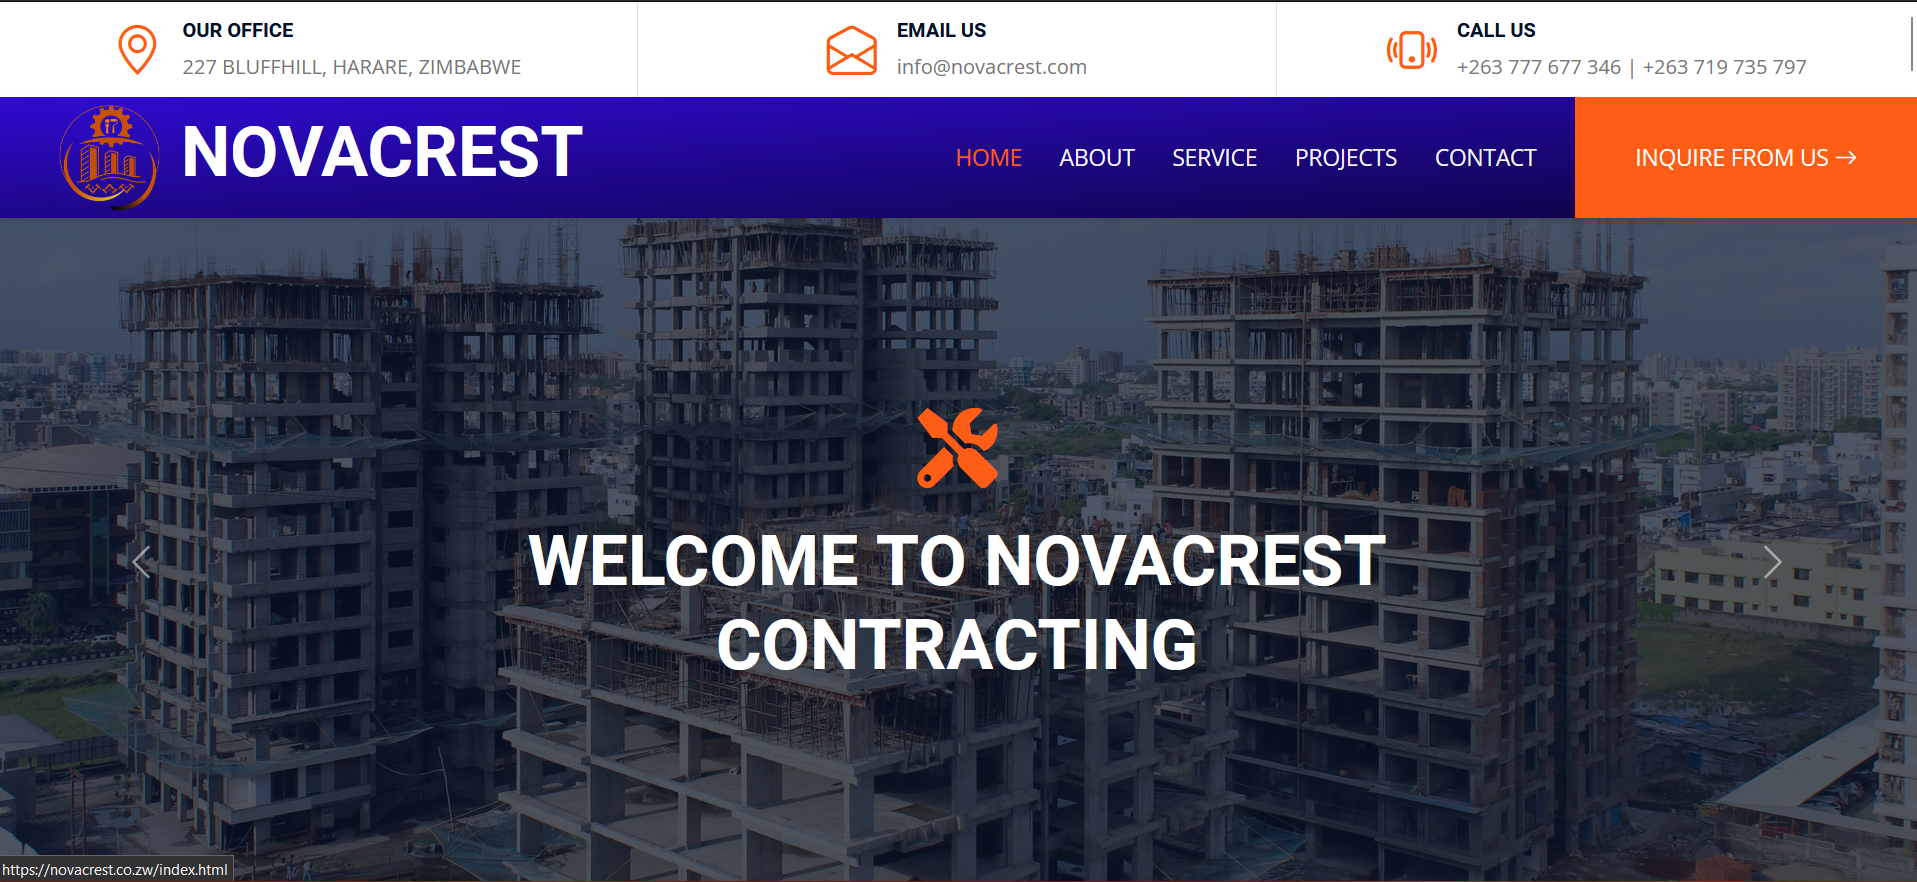 OUR OFFICE
227 BLUFFHILL, HARARE, ZIMBABWE
EMAIL US
info@novacrest.com
CALL US
+263 777 677 346 | +263 719 735 797
NOVACREST
HOME ABOUT SERVICE PROJECTS CONTACT
INQUIRE FROM US →
WELCOME TO NOVACREST
CONTRACTING
https://novacrest.co.zw/index.html